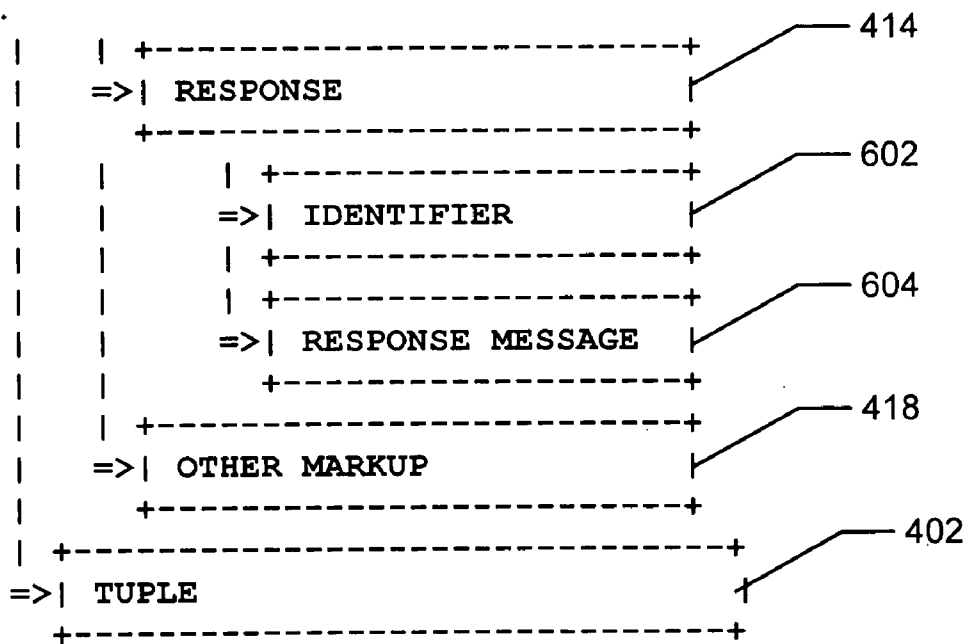 |    | +--------------------------+ 414
|   =>| RESPONSE                 |
|     +--------------------------+
|    |      | +--------------------+ 602
|    |     =>| IDENTIFIER         |
|    |      | +--------------------+
|    |      | +--------------------+ 604
|    |     =>| RESPONSE MESSAGE   |
|    |        +--------------------+
|    | +--------------------------+ 418
|   =>| OTHER MARKUP             |
|     +--------------------------+
| +--------------------------------+ 402
=>| TUPLE                          |
  +--------------------------------+